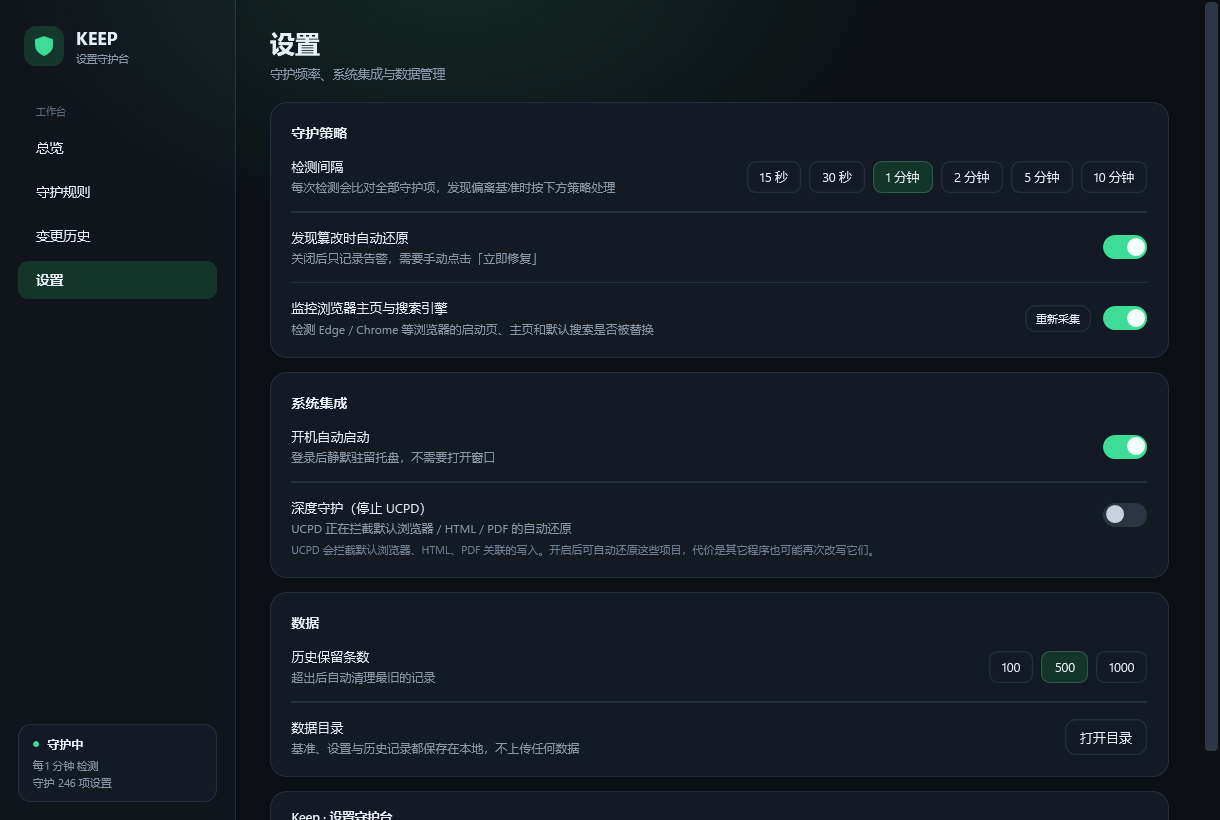 KEEP
设置守护台
工作台
总览
守护规则
变更历史
设置
守护中
每1 分钟 检测
守护 246 项设置
设置
守护频率、系统集成与数据管理
守护策略
检测间隔
每次检测会比对全部守护项，发现偏离基准时按下方策略处理
15 秒
30 秒
1 分钟
2 分钟
5 分钟
10 分钟
发现篡改时自动还原
关闭后只记录告警，需要手动点击「立即修复」
监控浏览器主页与搜索引擎
检测 Edge / Chrome 等浏览器的启动页、主页和默认搜索是否被替换
重新采集
系统集成
开机自动启动
登录后静默驻留托盘，不需要打开窗口
深度守护（停止 UCPD）
UCPD 正在拦截默认浏览器 / HTML / PDF 的自动还原
UCPD 会拦截默认浏览器、HTML、PDF 关联的写入。开启后可自动还原这些项目，代价是其它程序也可能再次改写它们。
数据
历史保留条数
超出后自动清理最旧的记录
100
500
1000
数据目录
基准、设置与历史记录都保存在本地，不上传任何数据
打开目录
Keep · 设置守护台